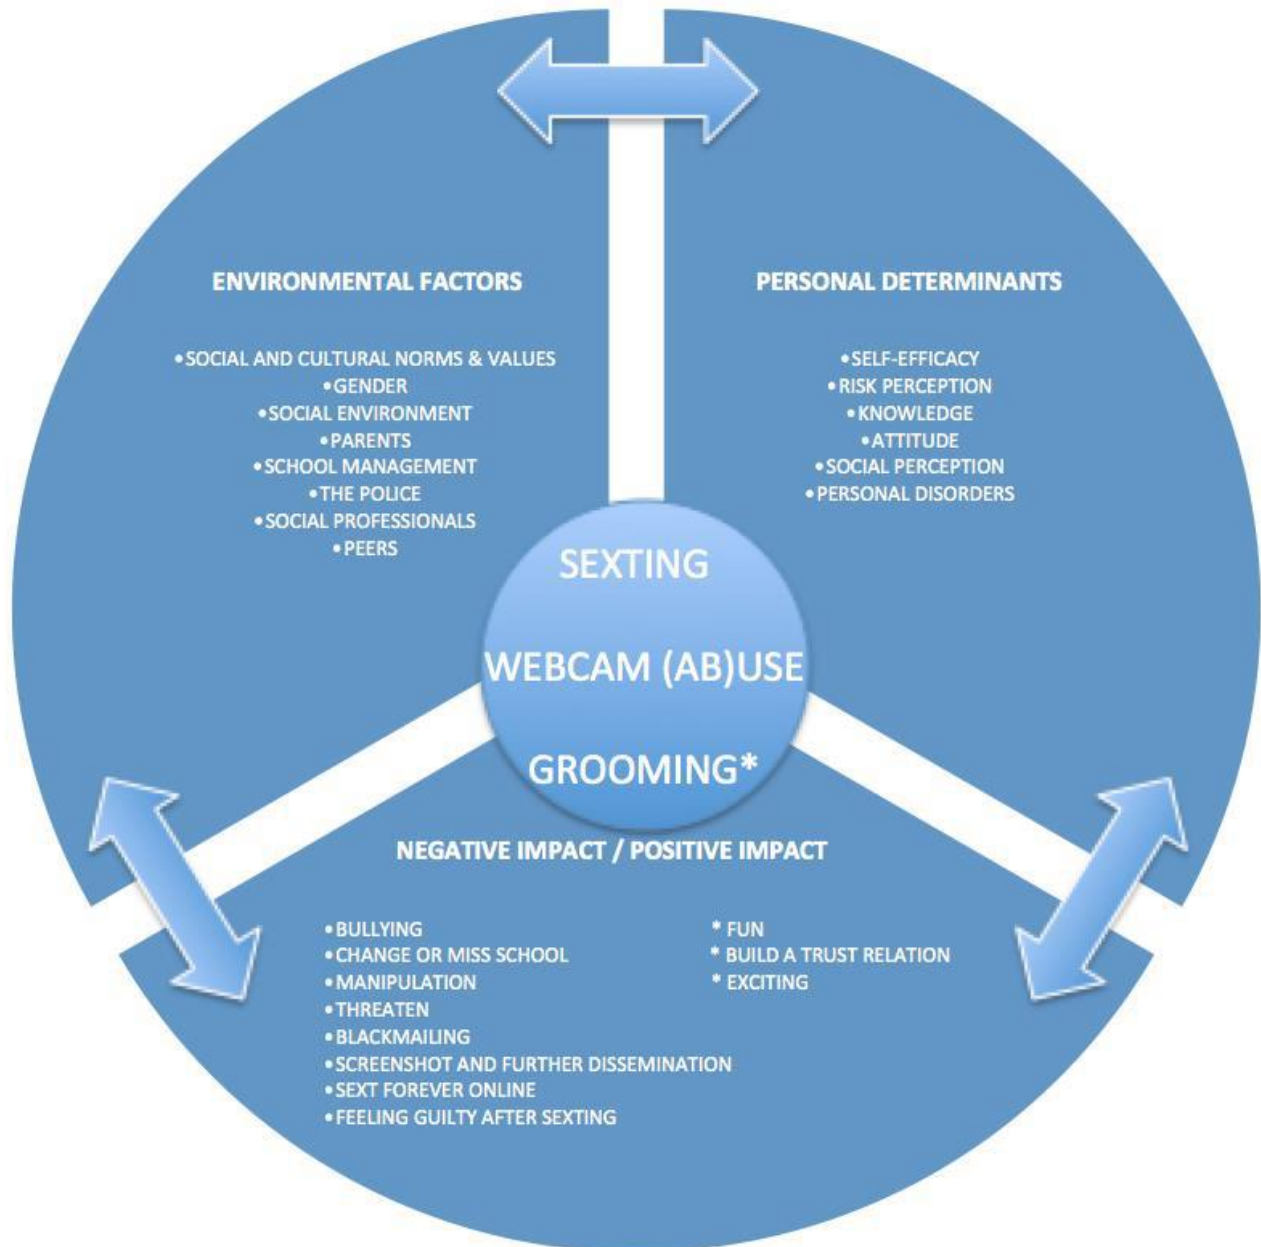 ENVIRONMENTAL FACTORS
•SOCIAL AND CULTURAL NORMS & VALUES
•GENDER
•SOCIAL ENVIRONMENT
•PARENTS
•SCHOOL MANAGEMENT
•THE POLICE
•SOCIAL PROFESSIONALS
•PEERS
PERSONAL DETERMINANTS
•SELF-EFFICACY
•RISK PERCEPTION
•KNOWLEDGE
•ATTITUDE
•SOCIAL PERCEPTION
•PERSONAL DISORDERS
SEXTING
WEBCAM (AB)USE
GROOMING*
NEGATIVE IMPACT / POSITIVE IMPACT
•BULLYING
•CHANGE OR MISS SCHOOL
•MANIPULATION
•THREATEN
•BLACKMAILING
•SCREENSHOT AND FURTHER DISSEMINATION
•SEXT FOREVER ONLINE
•FEELING GUILTY AFTER SEXTING
* FUN
* BUILD A TRUST RELATION
* EXCITING